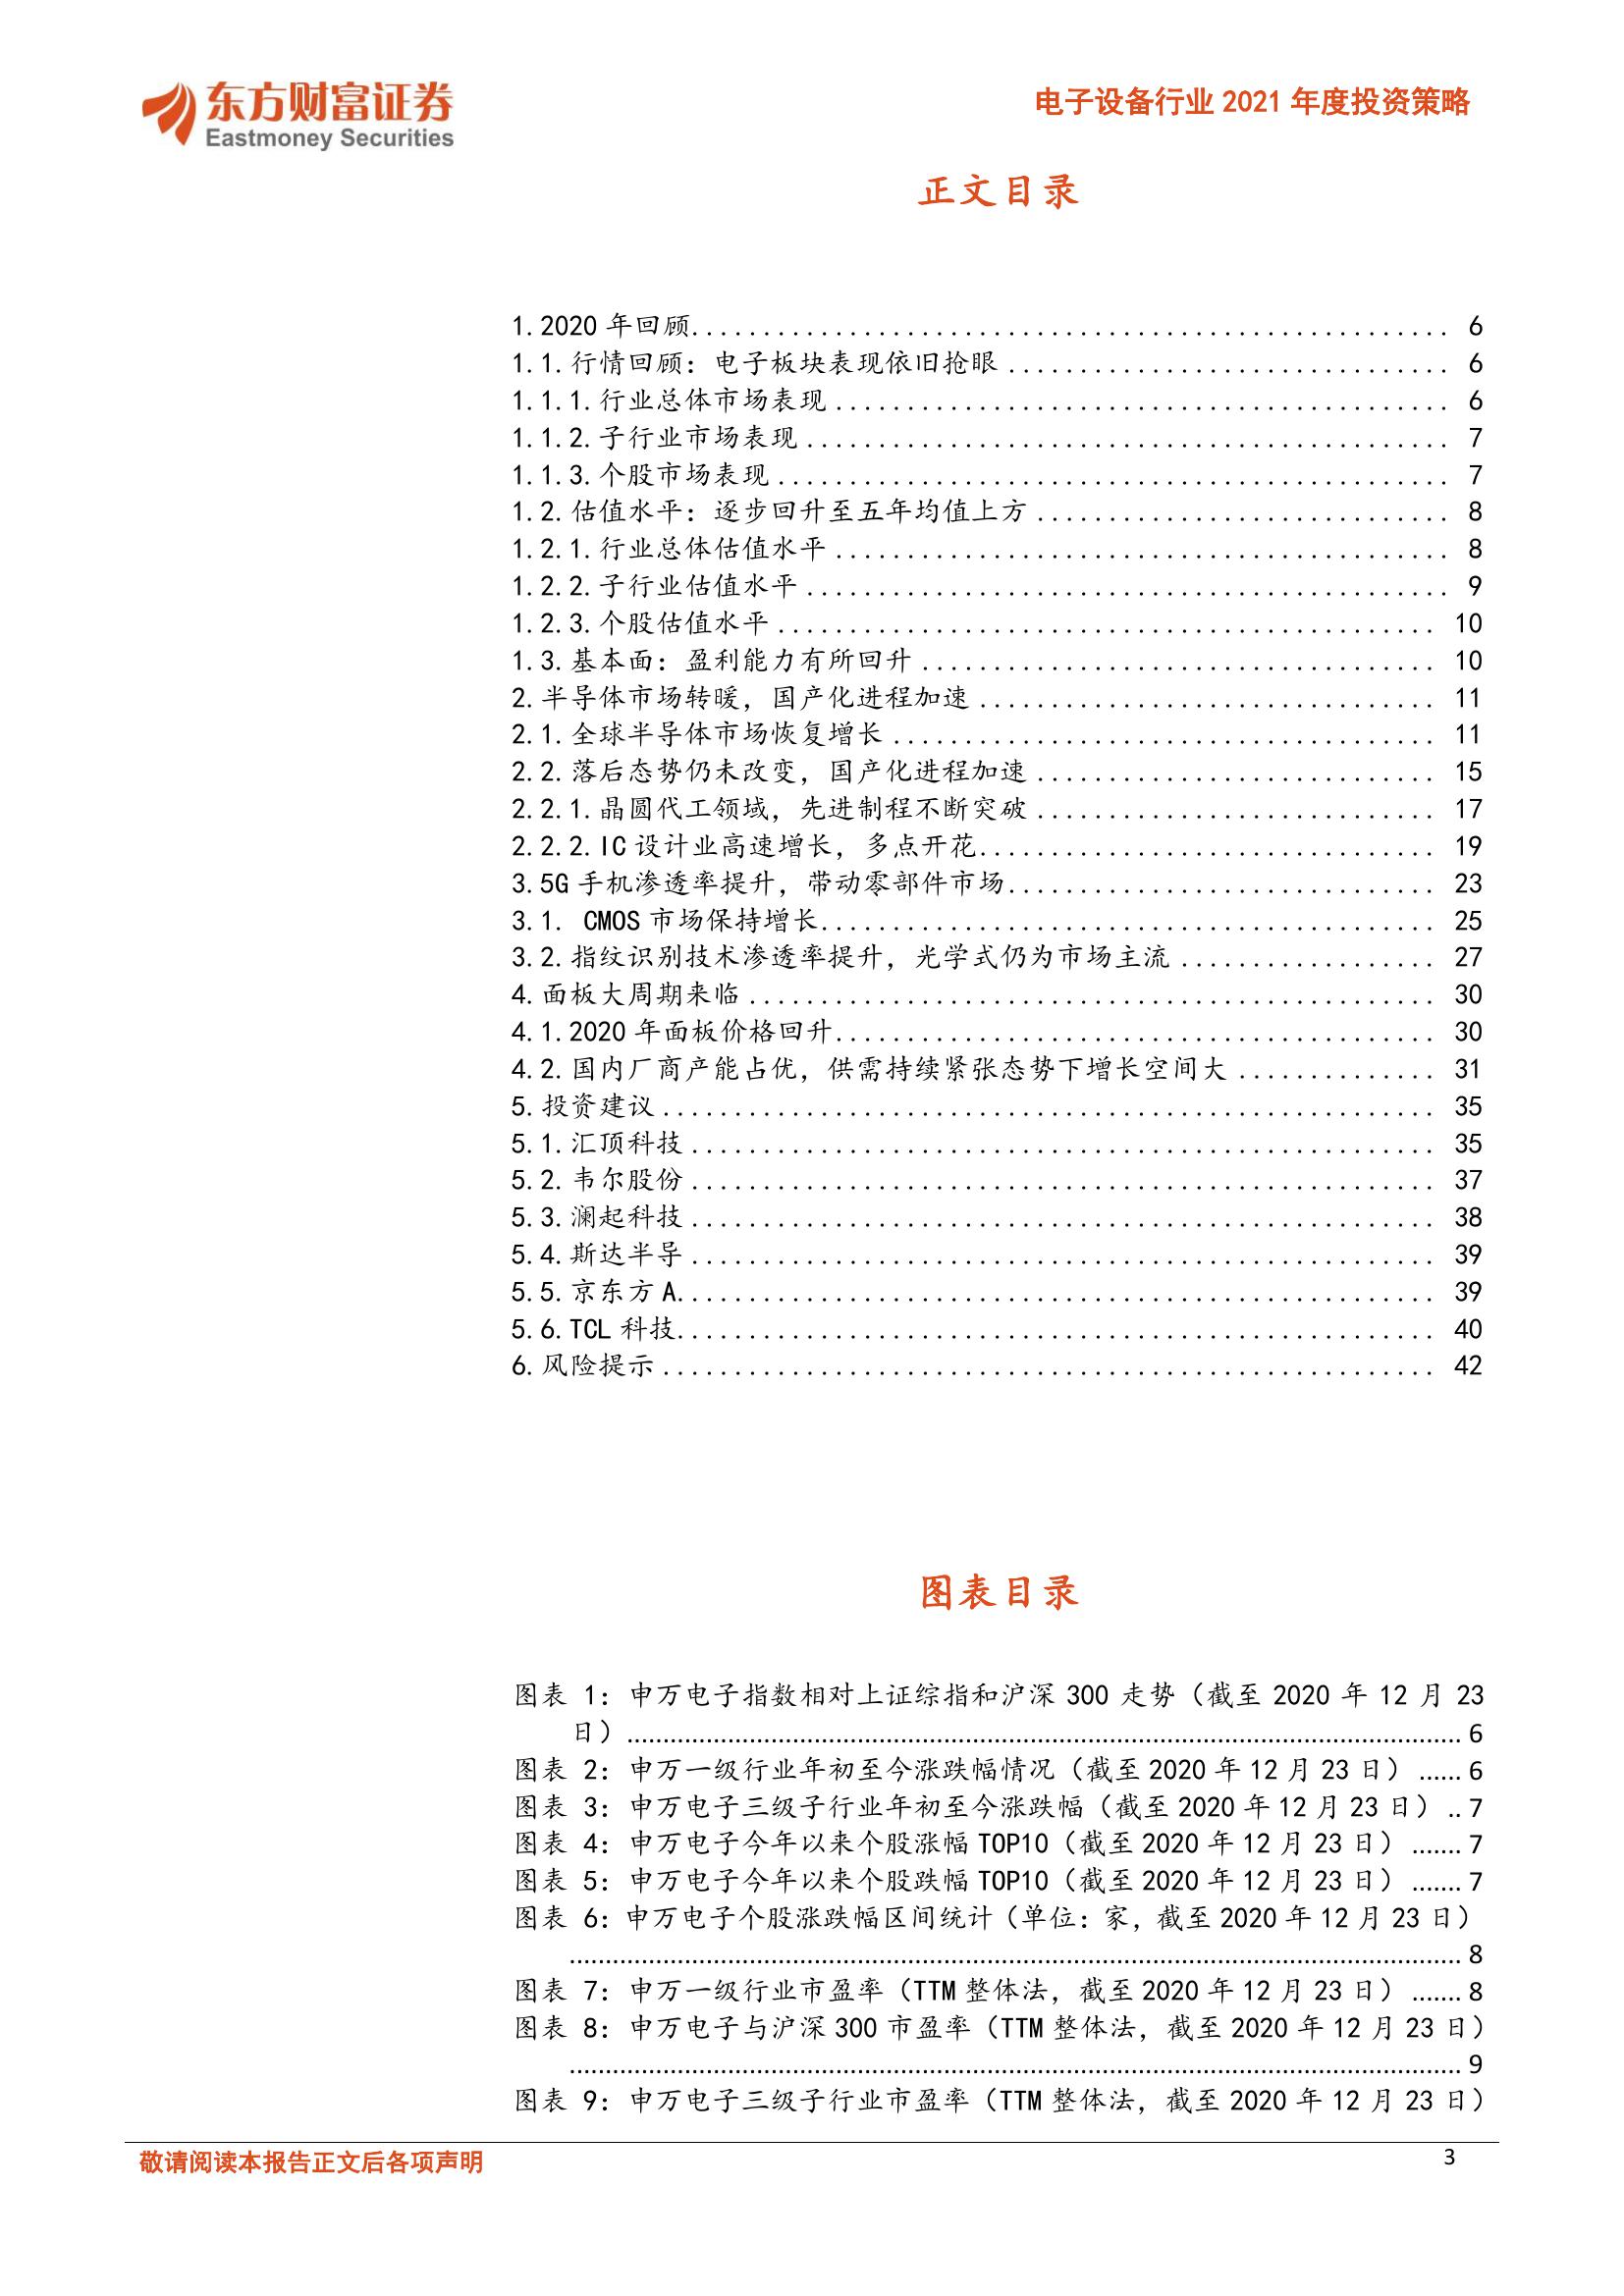 东方财富证券
Eastmoney Securities
电子设备行业 2021 年度投资策略
正文目录
1.2020 年回顾..................................................... 6
1.1.行情回顾：电子板块表现依旧抢眼 ............................... 6
1.1.1.行业总体市场表现 ........................................... 6
1.1.2.子行业市场表现 ............................................. 7
1.1.3.个股市场表现 ............................................... 7
1.2.估值水平：逐步回升至五年均值上方 ............................. 8
1.2.1.行业总体估值水平 ........................................... 8
1.2.2.子行业估值水平 ............................................. 9
1.2.3.个股估值水平 .............................................. 10
1.3.基本面：盈利能力有所回升 .................................... 10
2.半导体市场转暖，国产化进程加速 ................................ 11
2.1.全球半导体市场恢复增长 ...................................... 11
2.2.落后态势仍未改变，国产化进程加速 ............................ 15
2.2.1.晶圆代工领域，先进制程不断突破 ............................ 17
2.2.2.IC 设计业高速增长，多点开花................................ 19
3.5G 手机渗透率提升，带动零部件市场.............................. 23
3.1. CMOS 市场保持增长........................................... 25
3.2.指纹识别技术渗透率提升，光学式仍为市场主流 .................. 27
4.面板大周期来临 ................................................ 30
4.1.2020 年面板价格回升.......................................... 30
4.2.国内厂商产能占优，供需持续紧张态势下增长空间大 .............. 31
5.投资建议 ...................................................... 35
5.1.汇顶科技 .................................................... 35
5.2.韦尔股份 .................................................... 37
5.3.澜起科技 .................................................... 38
5.4.斯达半导 .................................................... 39
5.5.京东方 A..................................................... 39
5.6.TCL 科技..................................................... 40
6.风险提示 ...................................................... 42
图表目录
图表 1：申万电子指数相对上证综指和沪深 300 走势（截至 2020 年 12 月 23
日）..................................................................................................................... 6
图表 2：申万一级行业年初至今涨跌幅情况（截至 2020 年 12 月 23 日） ...... 6
图表 3：申万电子三级子行业年初至今涨跌幅（截至 2020 年 12 月 23 日） .. 7
图表 4：申万电子今年以来个股涨幅 TOP10（截至 2020 年 12 月 23 日） ....... 7
图表 5：申万电子今年以来个股跌幅 TOP10（截至 2020 年 12 月 23 日） ....... 7
图表 6：申万电子个股涨跌幅区间统计（单位：家，截至 2020 年 12 月 23 日）
............................................................................................................................. 8
图表 7：申万一级行业市盈率（TTM 整体法，截至 2020 年 12 月 23 日） ....... 8
图表 8：申万电子与沪深 300 市盈率（TTM 整体法，截至 2020 年 12 月 23 日）
............................................................................................................................. 9
图表 9：申万电子三级子行业市盈率（TTM 整体法，截至 2020 年 12 月 23 日）
敬请阅读本报告正文后各项声明
3